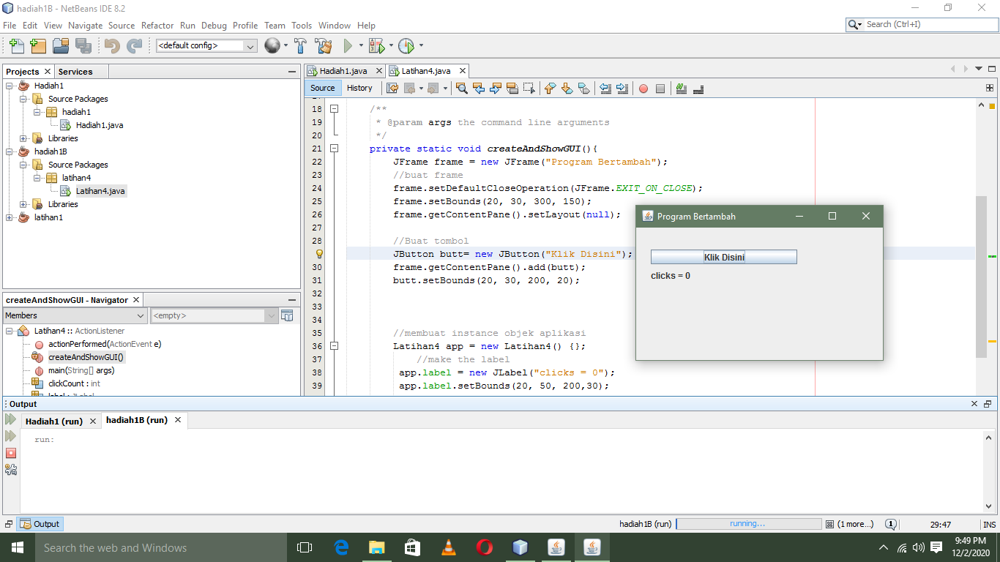 hadiah1B - NetBeans IDE 8.2
File Edit View Navigate Source Refactor Run Debug Profile Team Tools Window Help
Search (Ctrl+I)
<default config>
Projects Services
Hadiah1
Source Packages
hadiah1
Hadiah1.java
Libraries
hadiah1B
Source Packages
latihan4
Latihan4.java
Libraries
latihan1
createAndShowGUI - Navigator
Members <empty>
Latihan4 :: ActionListener
actionPerformed(ActionEvent e)
createAndShowGUI()
main(String[] args)
clickCount : int
label : JLabel
Hadiah1.java Latihan4.java
Source History
18 /**
19 * @param args the command line arguments
20 */
21 private static void createAndShowGUI(){
22 JFrame frame = new JFrame("Program Bertambah");
23 //buat frame
24 frame.setDefaultCloseOperation(JFrame.EXIT_ON_CLOSE);
25 frame.setBounds(20, 30, 300, 150);
26 frame.getContentPane().setLayout(null);
27
28 //Buat tombol
JButton butt= new JButton("Klik Disini");
30 frame.getContentPane().add(butt);
31 butt.setBounds(20, 30, 200, 20);
32
33
34
35 //membuat instance objek aplikasi
36 Latihan4 app = new Latihan4() {};
37 //make the label
38 app.label = new JLabel("clicks = 0");
39 app.label.setBounds(20, 50, 200,30);
Program Bertambah
Klik Disini
clicks = 0
Output
Hadiah1 (run) hadiah1B (run)
run:
Output
hadiah1B (run) running... (1 more...) 1 29:47 INS
Search the web and Windows
9:49 PM
12/2/2020